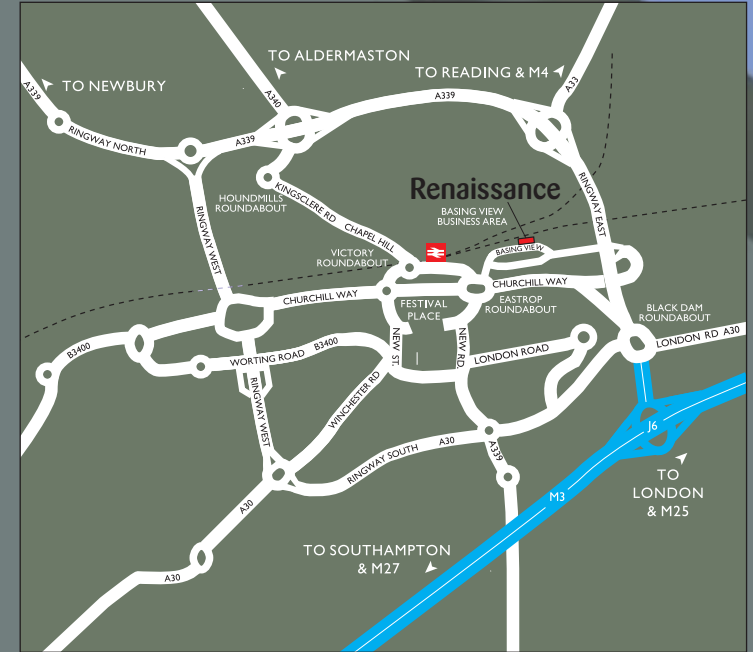 TO ALDERMASTON
TO READING & M4
A33
A339
TO NEWBURY
A340
A339
RINGWAY NORTH
A339
HOUNDMILLS
ROUNDABOUT
KINGSCLERE RD
CHAPEL HILL
Renaissance
BASING VIEW
BUSINESS AREA
RINGWAY EAST
RINGWAY WEST
VICTORY
ROUNDABOUT
BASING VIEW
CHURCHILL WAY
CHURCHILL WAY
FESTIVAL
PLACE
EASTROP
ROUNDABOUT
BLACK DAM
ROUNDABOUT
LONDON RD A30
B3400
WORTING ROAD
B3400
NEW ST.
NEW RD.
LONDON ROAD
RINGWAY WEST
WINCHESTER RD
RINGWAY SOUTH
A30
A339
J6
TO
LONDON
& M25
M3
A30
TO SOUTHAMPTON
& M27
A30